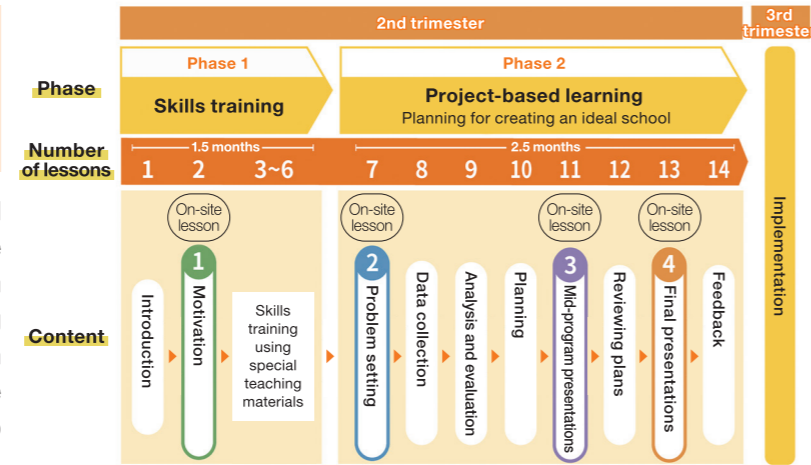 2nd trimester
3rd
trimeste
Phase
Phase 1
Skills training
Phase 2
Project-based learning
Planning for creating an ideal school
Number
of lessons
1.5 months
2.5 months
1 2 3~6 7 8 9 10 11 12 13 14
Content
On-site
lesson
On-site
lesson
On-site
lesson
On-site
lesson
Introduction
1
Motivation
Skills
training
using
special
teaching
materials
2
Problem setting
Data collection
Analysis and evaluation
Planning
3
Mid-program presentations
Reviewing plans
4
Final presentations
Feedback
Implementation